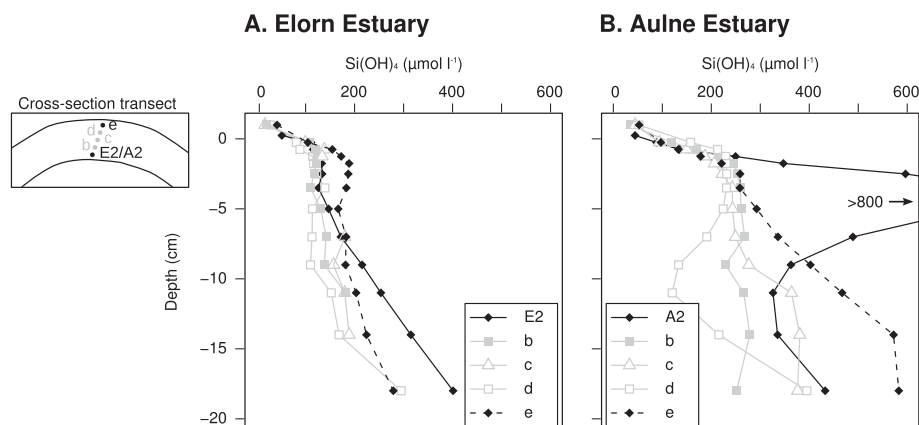 A. Elorn Estuary
B. Aulne Estuary
Si(OH)₄ (µmol l⁻¹)
Si(OH)₄ (µmol l⁻¹)
0 200 400 600
0 200 400 600
Cross-section transect
e
d
c
b
E2/A2
Depth (cm)
0
−5
−10
−15
−20
>800
E2
b
c
d
e
A2
b
c
d
e